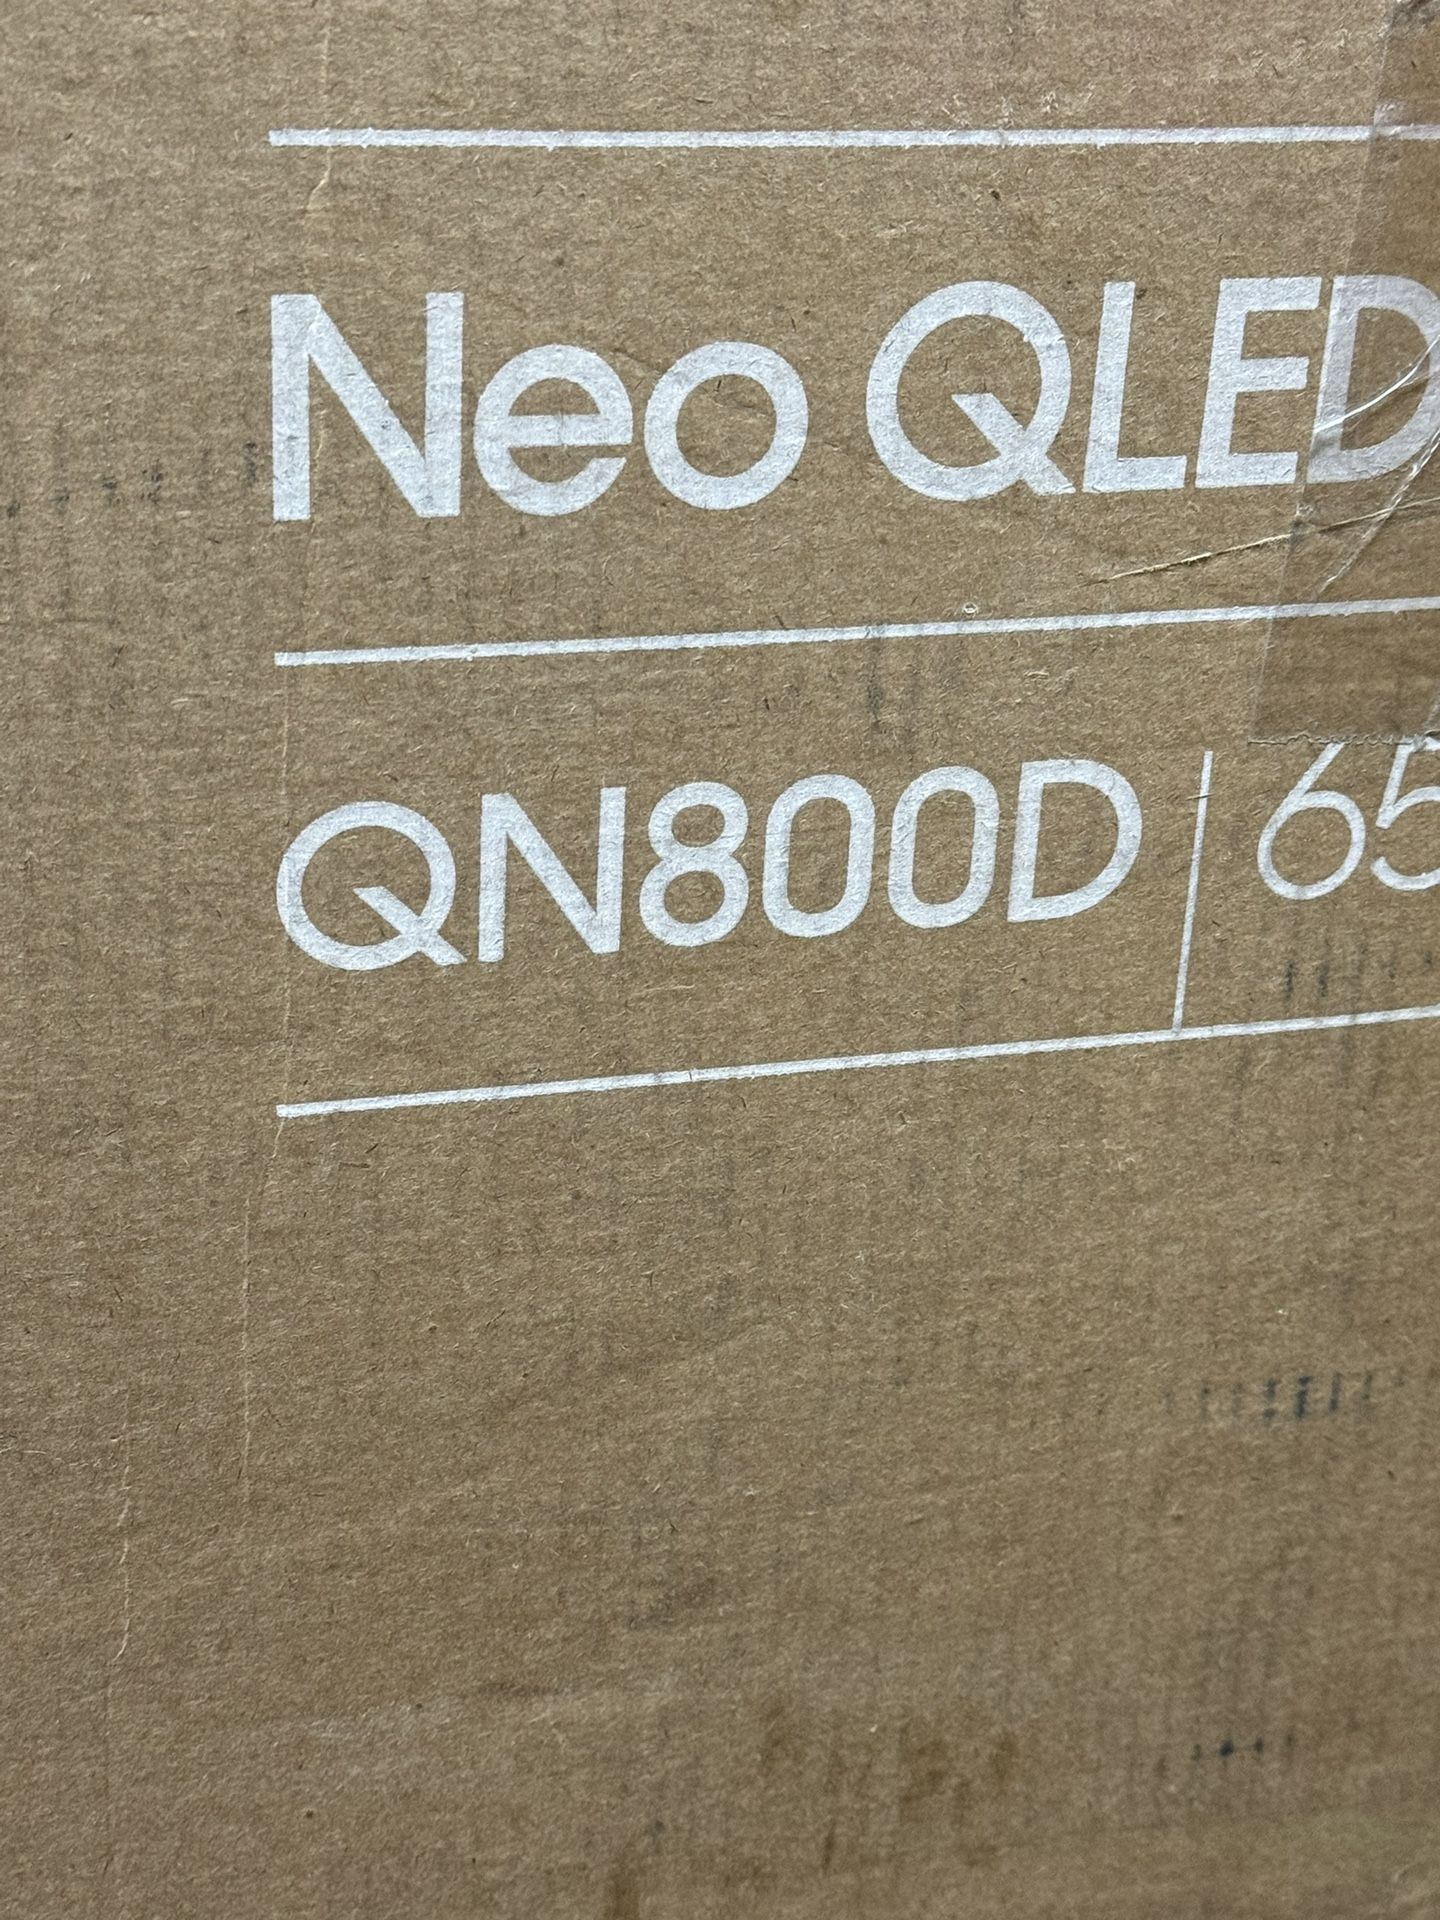 Neo QLED
QN800D | 65